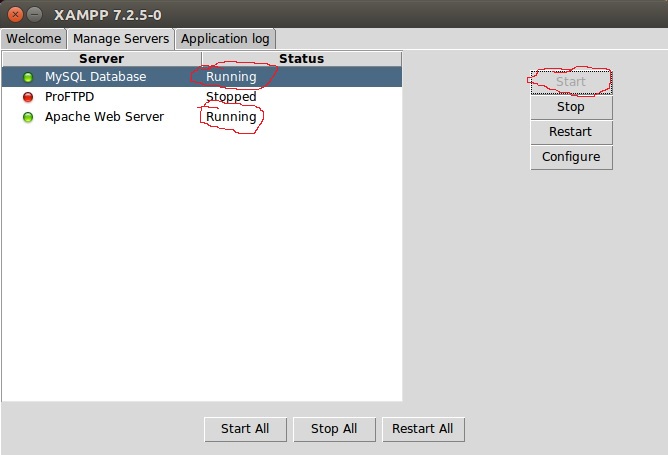 XAMPP 7.2.5-0
Welcome Manage Servers Application log
Server Status
MySQL Database Running
ProFTPD Stopped
Apache Web Server Running
Start
Stop
Restart
Configure
Start All Stop All Restart All